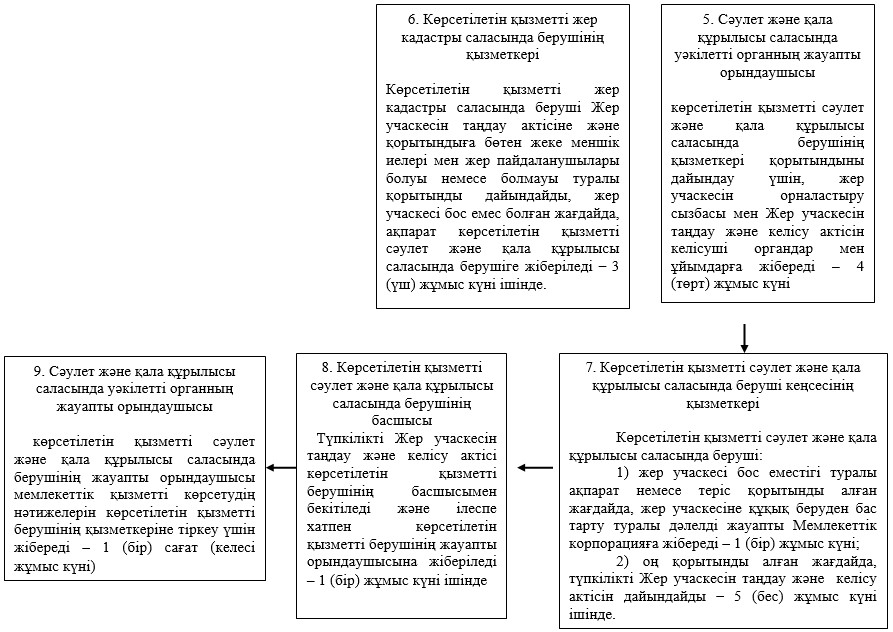 6. Көрсетілетін қызметті жер
кадастры саласында берушінің
қызметкері
Көрсетілетін қызметті жер
кадастры саласында беруші Жер
учаскесін таңдау актісіне және
қорытындыға бөтен жеке меншік
иелері мен жер пайдаланушылары
болуы немесе болмауы туралы
қорытынды дайындайды, жер
учаскесі бос емес болған жағдайда,
ақпарат көрсетілетін қызметті
сәулет және қала құрылысы
саласында берушіге жіберіледі – 3
(үш) жұмыс күні ішінде.
5. Сәулет және қала
құрылысы саласында
уәкілетті органның жауапты
орындаушысы
көрсетілетін қызметті сәулет
және қала құрылысы
саласында берушінің
қызметкері қорытындыны
дайындау үшін, жер
учаскесін орналастыру
сызбасы мен Жер учаскесін
таңдау және келісу актісін
келісуші органдар мен
ұйымдарға жібереді – 4
(төрт) жұмыс күні
7. Көрсетілетін қызметті сәулет және қала
құрылысы саласында беруші кеңсесінің
қызметкері
Көрсетілетін қызметті сәулет және қала
құрылысы саласында беруші:
1) жер учаскесі бос еместігі туралы
ақпарат немесе теріс қорытынды алған
жағдайда, жер учаскесіне құқық беруден бас
тарту туралы дәлелді жауапты Мемлекеттік
корпорацияға жібереді – 1 (бір) жұмыс күні;
2) оң қорытынды алған жағдайда,
түпкілікті Жер учаскесін таңдау және келісу
актісін дайындайды – 5 (бес) жұмыс күні
ішінде.
8. Көрсетілетін қызметті
сәулет және қала құрылысы
саласында берушінің
басшысы
Түпкілікті Жер учаскесін
таңдау және келісу актісі
көрсетілетін қызметті
берушінің басшысымен
бекітіледі және ілеспе
хатпен көрсетілетін
қызметті берушінің жауапты
орындаушысына жіберіледі
– 1 (бір) жұмыс күні ішінде
9. Сәулет және қала құрылысы
саласында уәкілетті органның
жауапты орындаушысы
көрсетілетін қызметті сәулет
және қала құрылысы саласында
берушінің жауапты орындаушысы
мемлекеттік қызметті көрсетудің
нәтижелерін көрсетілетін қызметті
берушінің қызметкеріне тіркеу үшін
жібереді – 1 (бір) сағат (келесі
жұмыс күні)